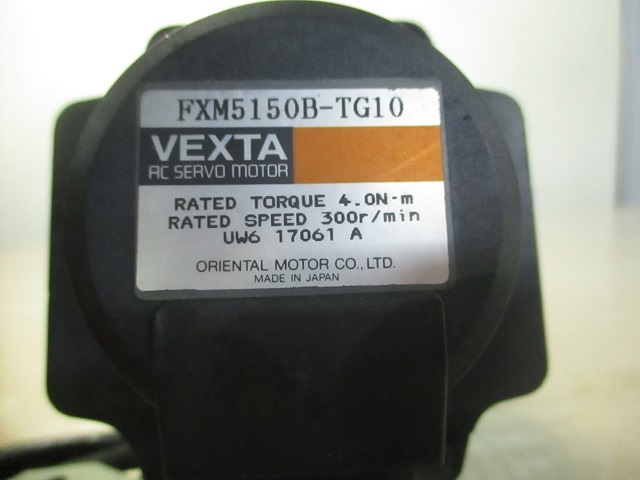 FXM5150B-TG10
VEXTA
AC SERVO MOTOR
RATED TORQUE 4.0N·m
RATED SPEED 300r/min
UW6 17061 A
ORIENTAL MOTOR CO., LTD.
MADE IN JAPAN